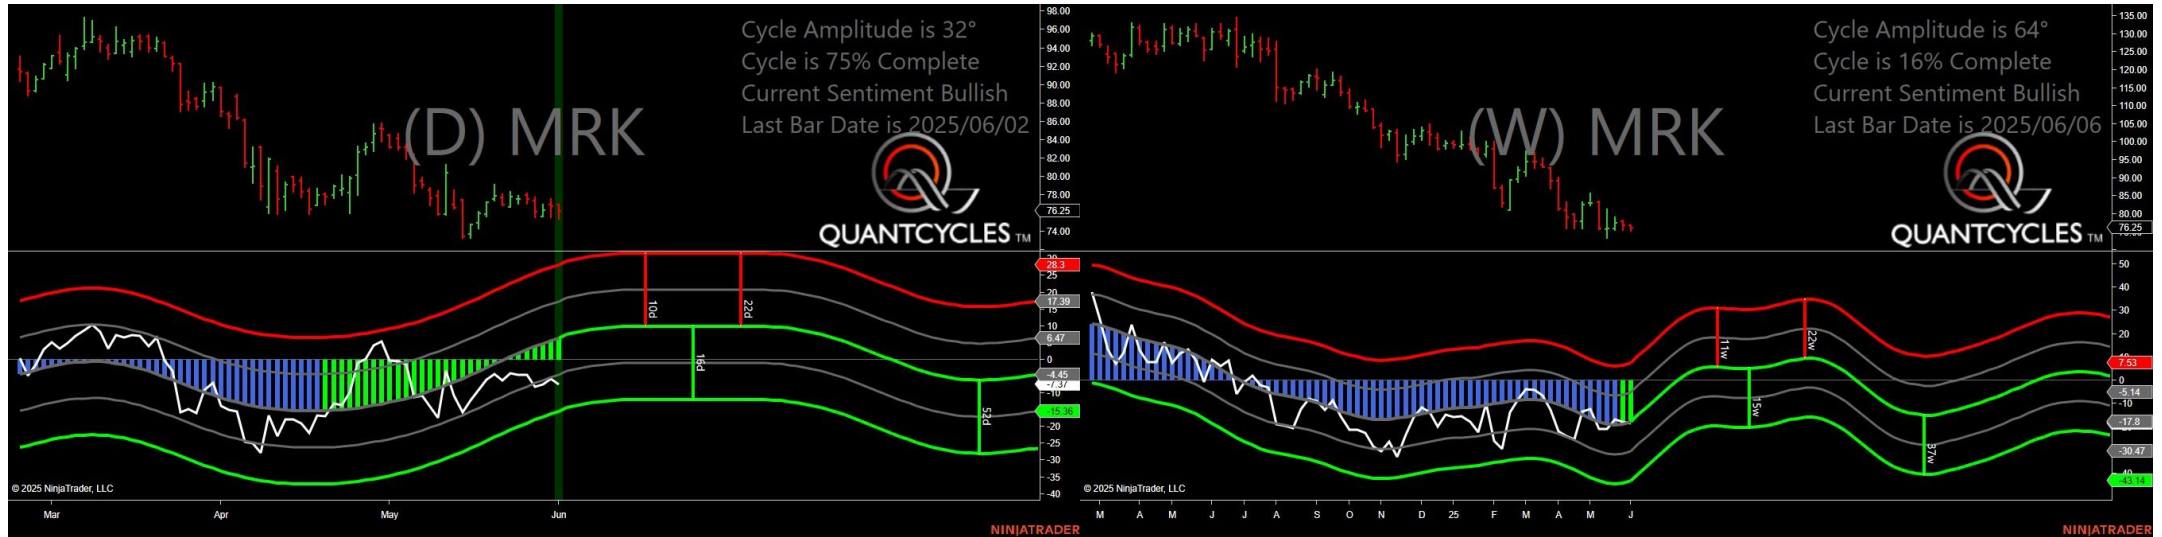 Cycle Amplitude is 32°
Cycle is 75% Complete
Current Sentiment Bullish
Last Bar Date is 2025/06/02
(D) MRK
QUANTCYCLES TM
98.00
96.00
94.00
92.00
90.00
88.00
86.00
84.00
82.00
80.00
78.00
76.25
74.00
28.3
25
20
17.39
15
10
6.47
0
-4.45
-7.37
-10
-15.36
-20
-25
-30
-35
-40
10d
22d
16d
52d
© 2025 NinjaTrader, LLC
Mar Apr May Jun
NINJATRADER
Cycle Amplitude is 64°
Cycle is 16% Complete
Current Sentiment Bullish
Last Bar Date is 2025/06/06
(W) MRK
QUANTCYCLES TM
135.00
130.00
125.00
120.00
115.00
110.00
105.00
100.00
95.00
90.00
85.00
80.00
76.25
50
40
30
20
7.53
0
-5.14
-10
-17.8
-30.47
-43.14
11w
22w
15w
37w
© 2025 NinjaTrader, LLC
M A M J J A S O N D 25 F M A M J
NINJATRADER